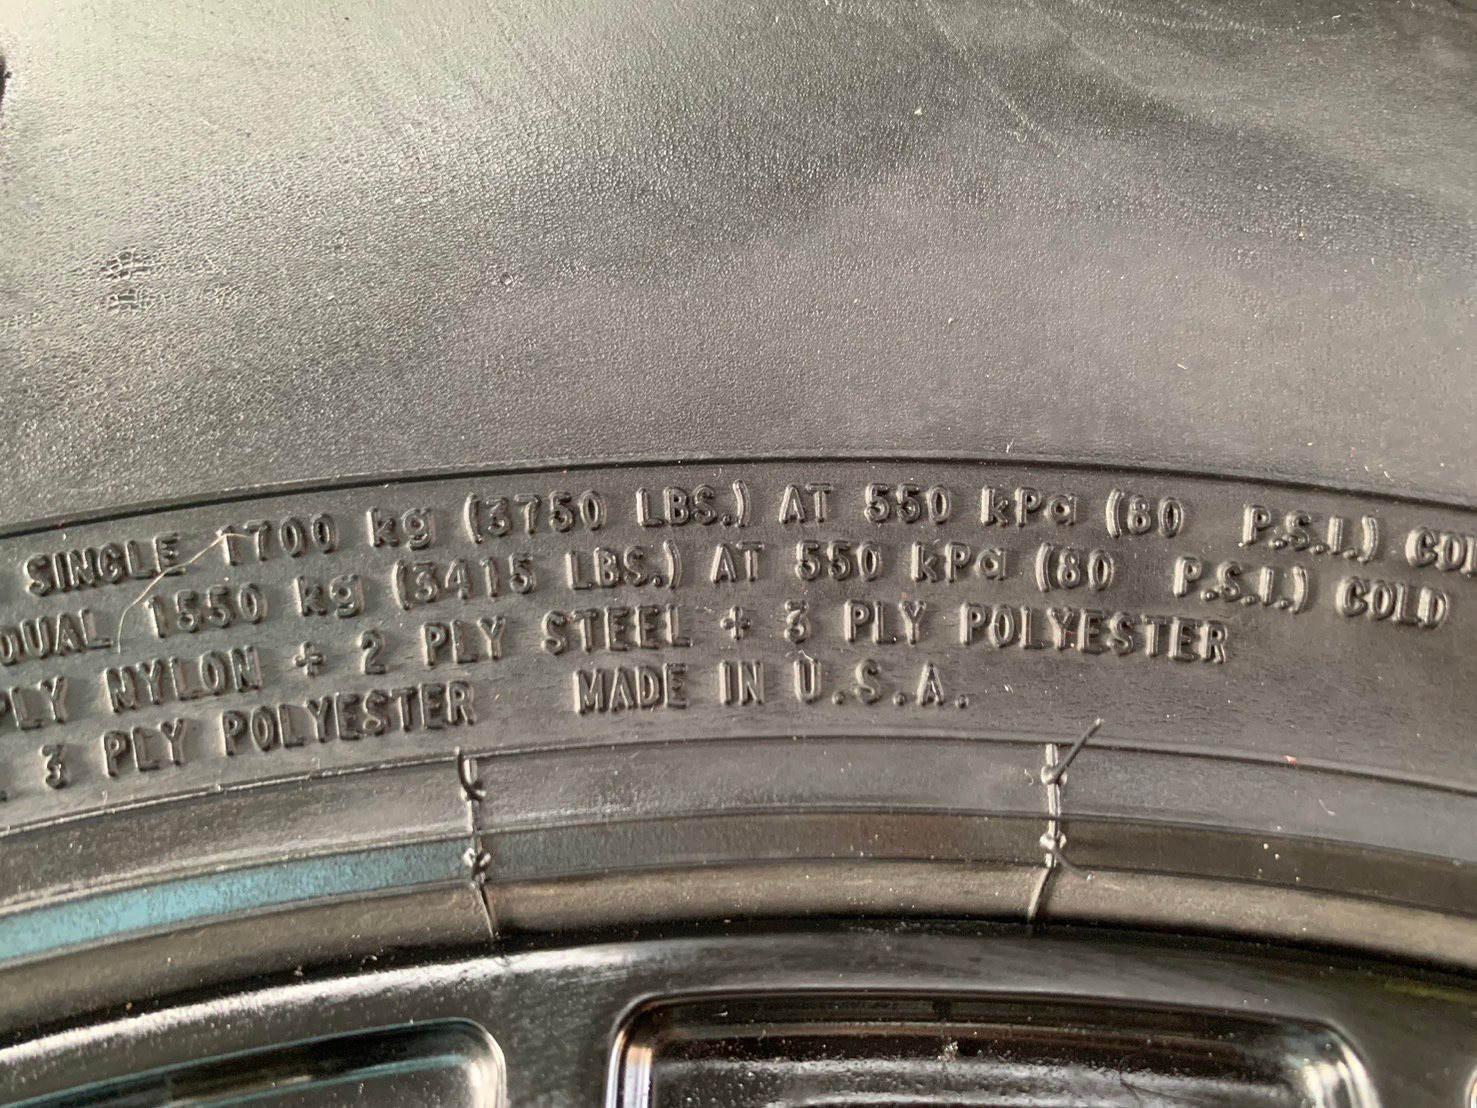 SINGLE 1700 kg (3750 LBS.) AT 550 kPa (80 P.S.I.)
DUAL 1550 kg (3415 LBS.) AT 550 kPa (80 P.S.I.) COLD
PLY NYLON + 2 PLY STEEL + 3 PLY POLYESTER
3 PLY POLYESTER MADE IN U.S.A.